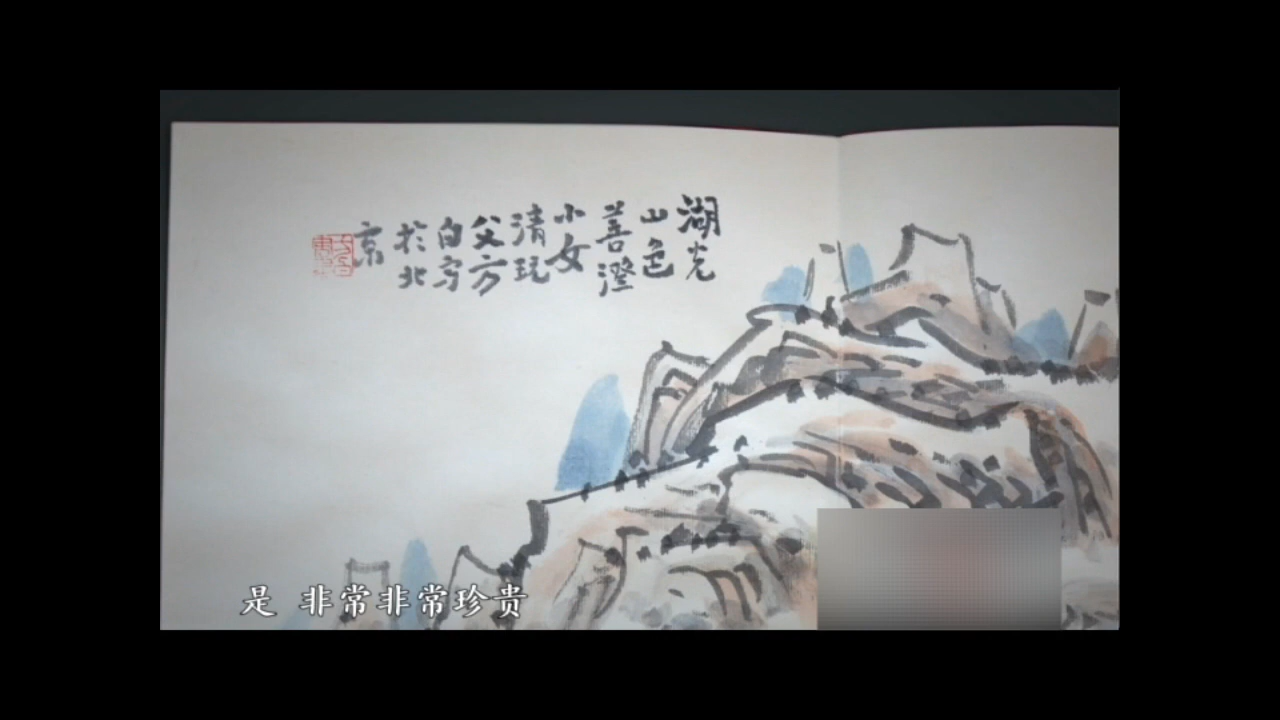 湖光
山色
善澄
小女
清玩
父方
白写
於北
京
是 非常非常珍贵